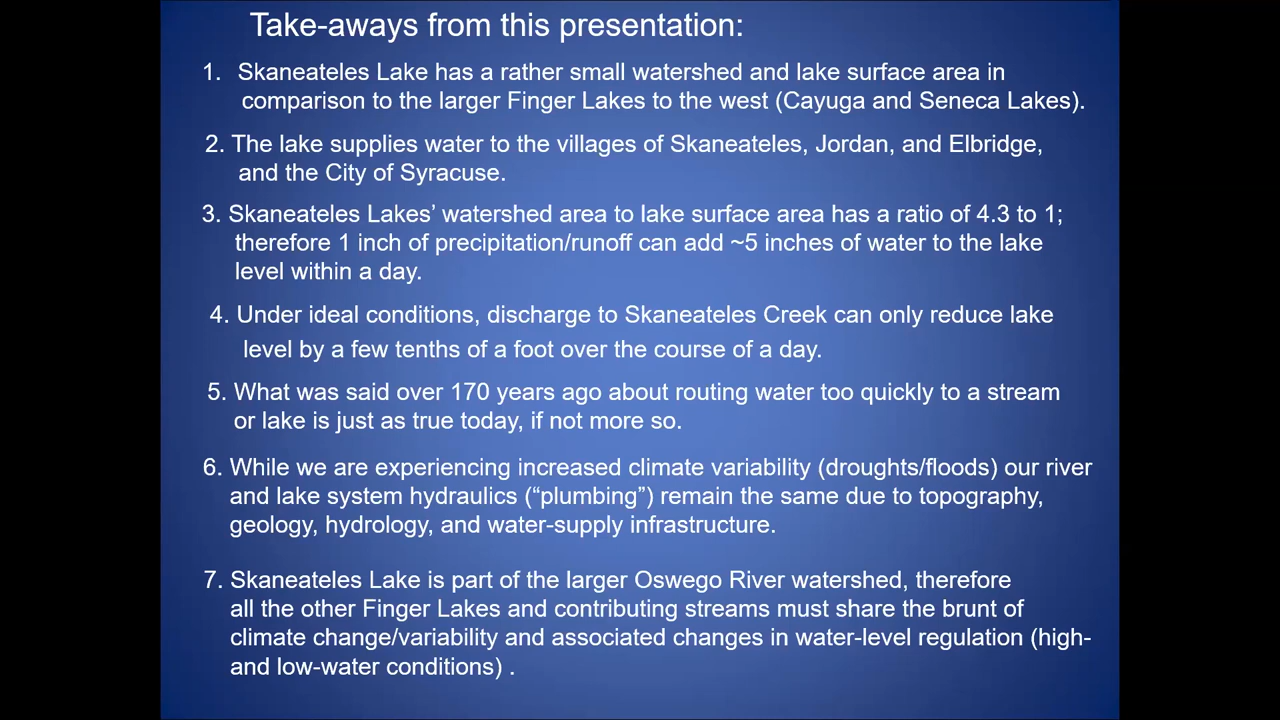 Take-aways from this presentation:
1. Skaneateles Lake has a rather small watershed and lake surface area in
comparison to the larger Finger Lakes to the west (Cayuga and Seneca Lakes).
2. The lake supplies water to the villages of Skaneateles, Jordan, and Elbridge,
and the City of Syracuse.
3. Skaneateles Lakes’ watershed area to lake surface area has a ratio of 4.3 to 1;
therefore 1 inch of precipitation/runoff can add ~5 inches of water to the lake
level within a day.
4. Under ideal conditions, discharge to Skaneateles Creek can only reduce lake
level by a few tenths of a foot over the course of a day.
5. What was said over 170 years ago about routing water too quickly to a stream
or lake is just as true today, if not more so.
6. While we are experiencing increased climate variability (droughts/floods) our river
and lake system hydraulics (“plumbing”) remain the same due to topography,
geology, hydrology, and water-supply infrastructure.
7. Skaneateles Lake is part of the larger Oswego River watershed, therefore
all the other Finger Lakes and contributing streams must share the brunt of
climate change/variability and associated changes in water-level regulation (high-
and low-water conditions) .